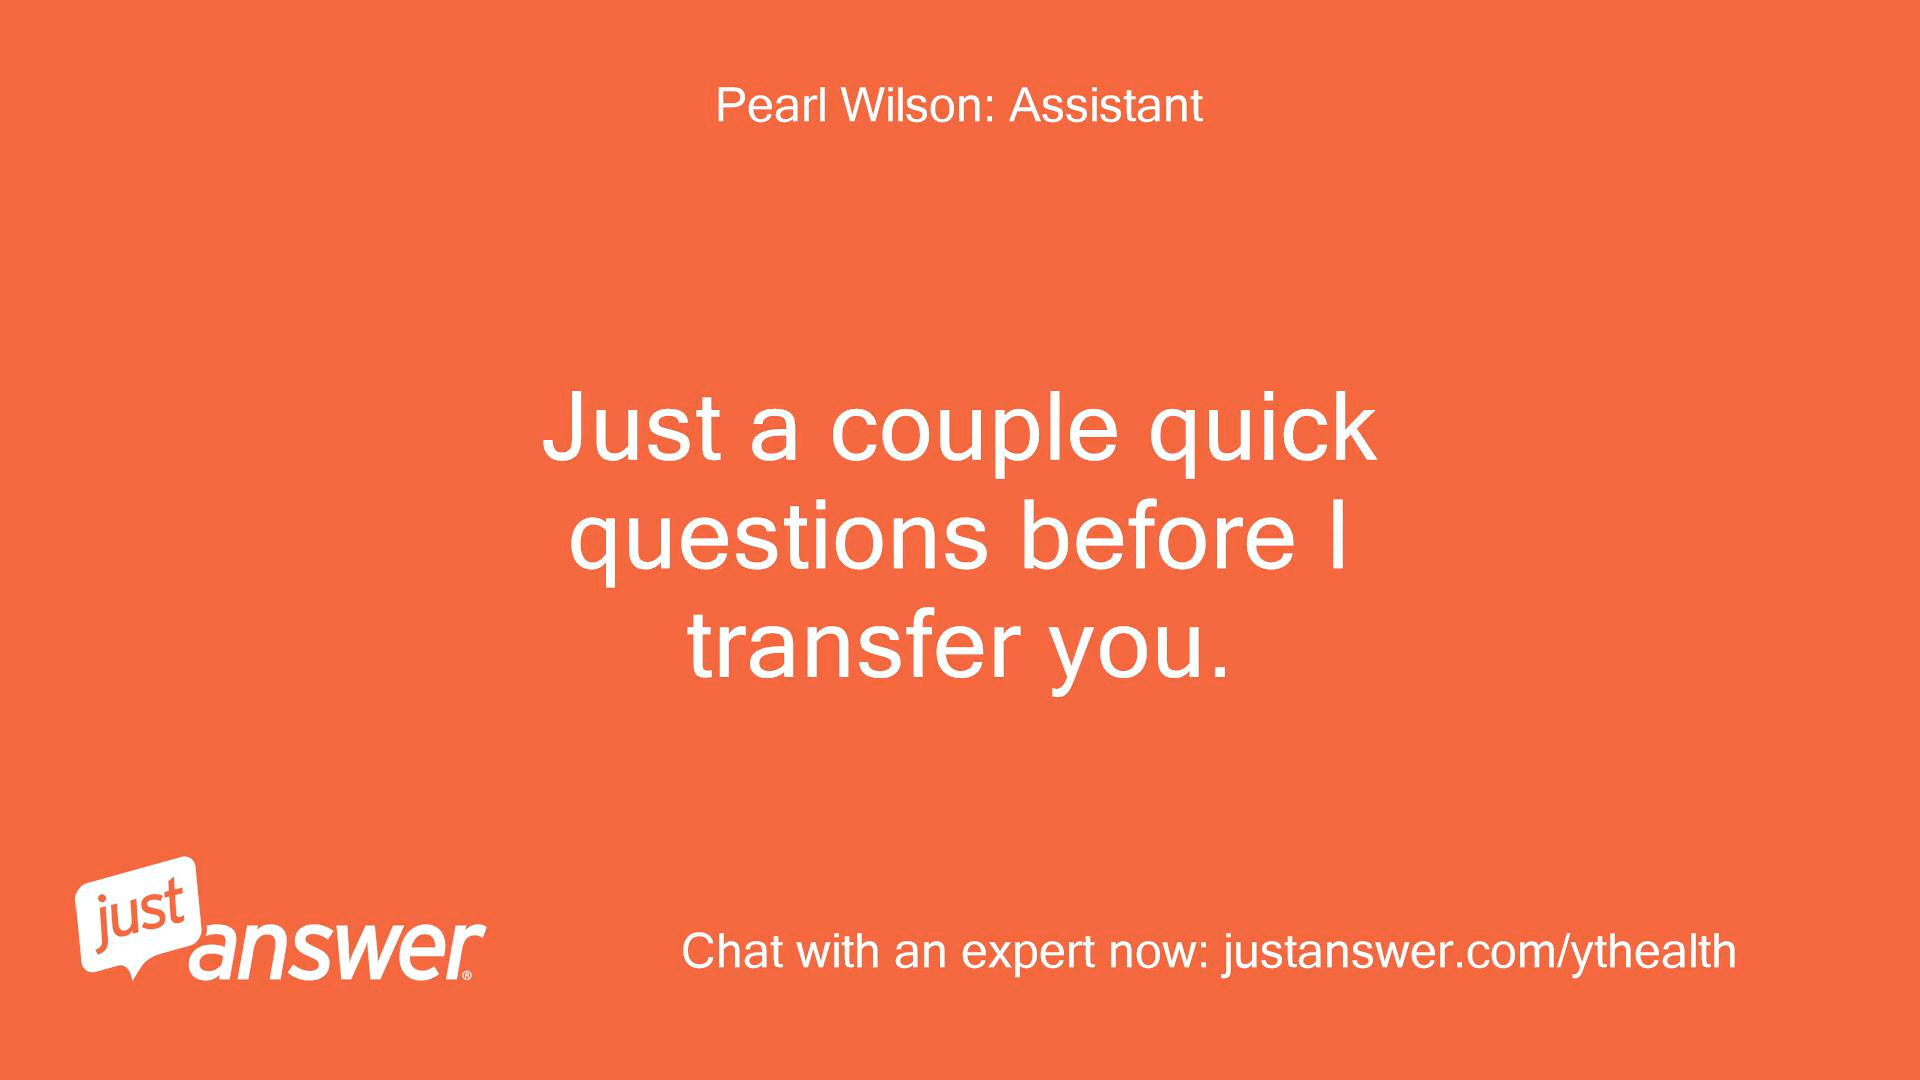 Pearl Wilson: Assistant
Just a couple quick
questions before I
transfer you.
just
answer®
Chat with an expert now: justanswer.com/ythealth